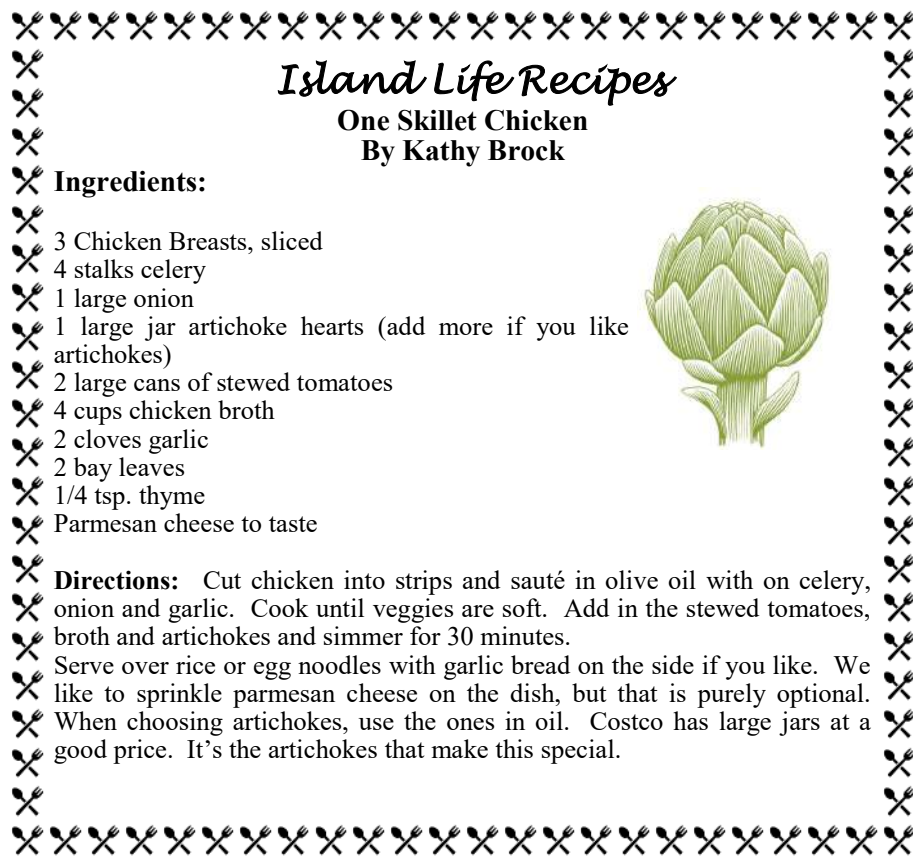 Island Life Recipes
One Skillet Chicken
By Kathy Brock
Ingredients:
3 Chicken Breasts, sliced
4 stalks celery
1 large onion
1 large jar artichoke hearts (add more if you like
artichokes)
2 large cans of stewed tomatoes
4 cups chicken broth
2 cloves garlic
2 bay leaves
1/4 tsp. thyme
Parmesan cheese to taste
Directions: Cut chicken into strips and sauté in olive oil with on celery,
onion and garlic. Cook until veggies are soft. Add in the stewed tomatoes,
broth and artichokes and simmer for 30 minutes.
Serve over rice or egg noodles with garlic bread on the side if you like. We
like to sprinkle parmesan cheese on the dish, but that is purely optional.
When choosing artichokes, use the ones in oil. Costco has large jars at a
good price. It’s the artichokes that make this special.